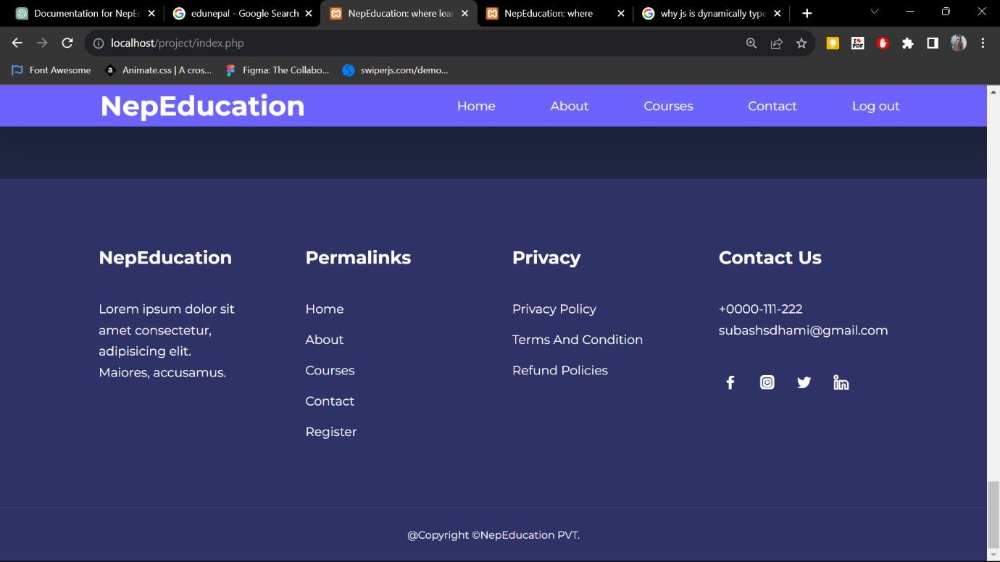 Documentation for NepEd
edunepal - Google Search
NepEducation: where lear
NepEducation: where
why js is dynamically type
localhost/project/index.php
Font Awesome
a Animate.css | A cros...
Figma: The Collabo...
swiperjs.com/demo...
PDF
NepEducation
Home About Courses Contact Log out
NepEducation
Lorem ipsum dolor sit
amet consectetur,
adipisicing elit.
Maiores, accusamus.
Permalinks
Home
About
Courses
Contact
Register
Privacy
Privacy Policy
Terms And Condition
Refund Policies
Contact Us
+0000-111-222
subashsdhami@gmail.com
@Copyright ©NepEducation PVT.